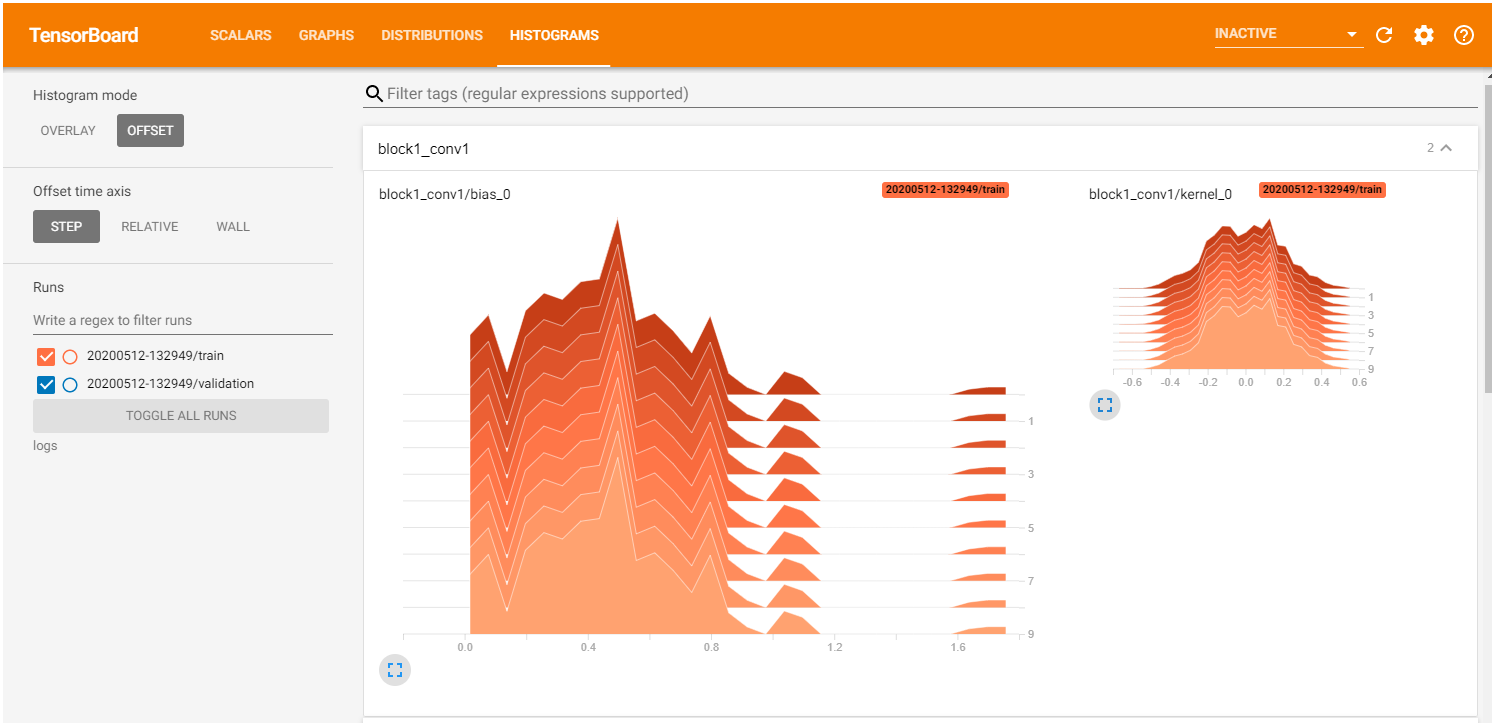 TensorBoard SCALARS GRAPHS DISTRIBUTIONS HISTOGRAMS INACTIVE
Histogram mode
OVERLAY OFFSET
Offset time axis
STEP RELATIVE WALL
Runs
Write a regex to filter runs
20200512-132949/train
20200512-132949/validation
TOGGLE ALL RUNS
logs
Filter tags (regular expressions supported)
block1_conv1 2
block1_conv1/bias_0 20200512-132949/train
1
3
5
7
9
0.0 0.4 0.8 1.2 1.6
block1_conv1/kernel_0 20200512-132949/train
1
3
5
7
9
-0.6 -0.4 -0.2 0.0 0.2 0.4 0.6